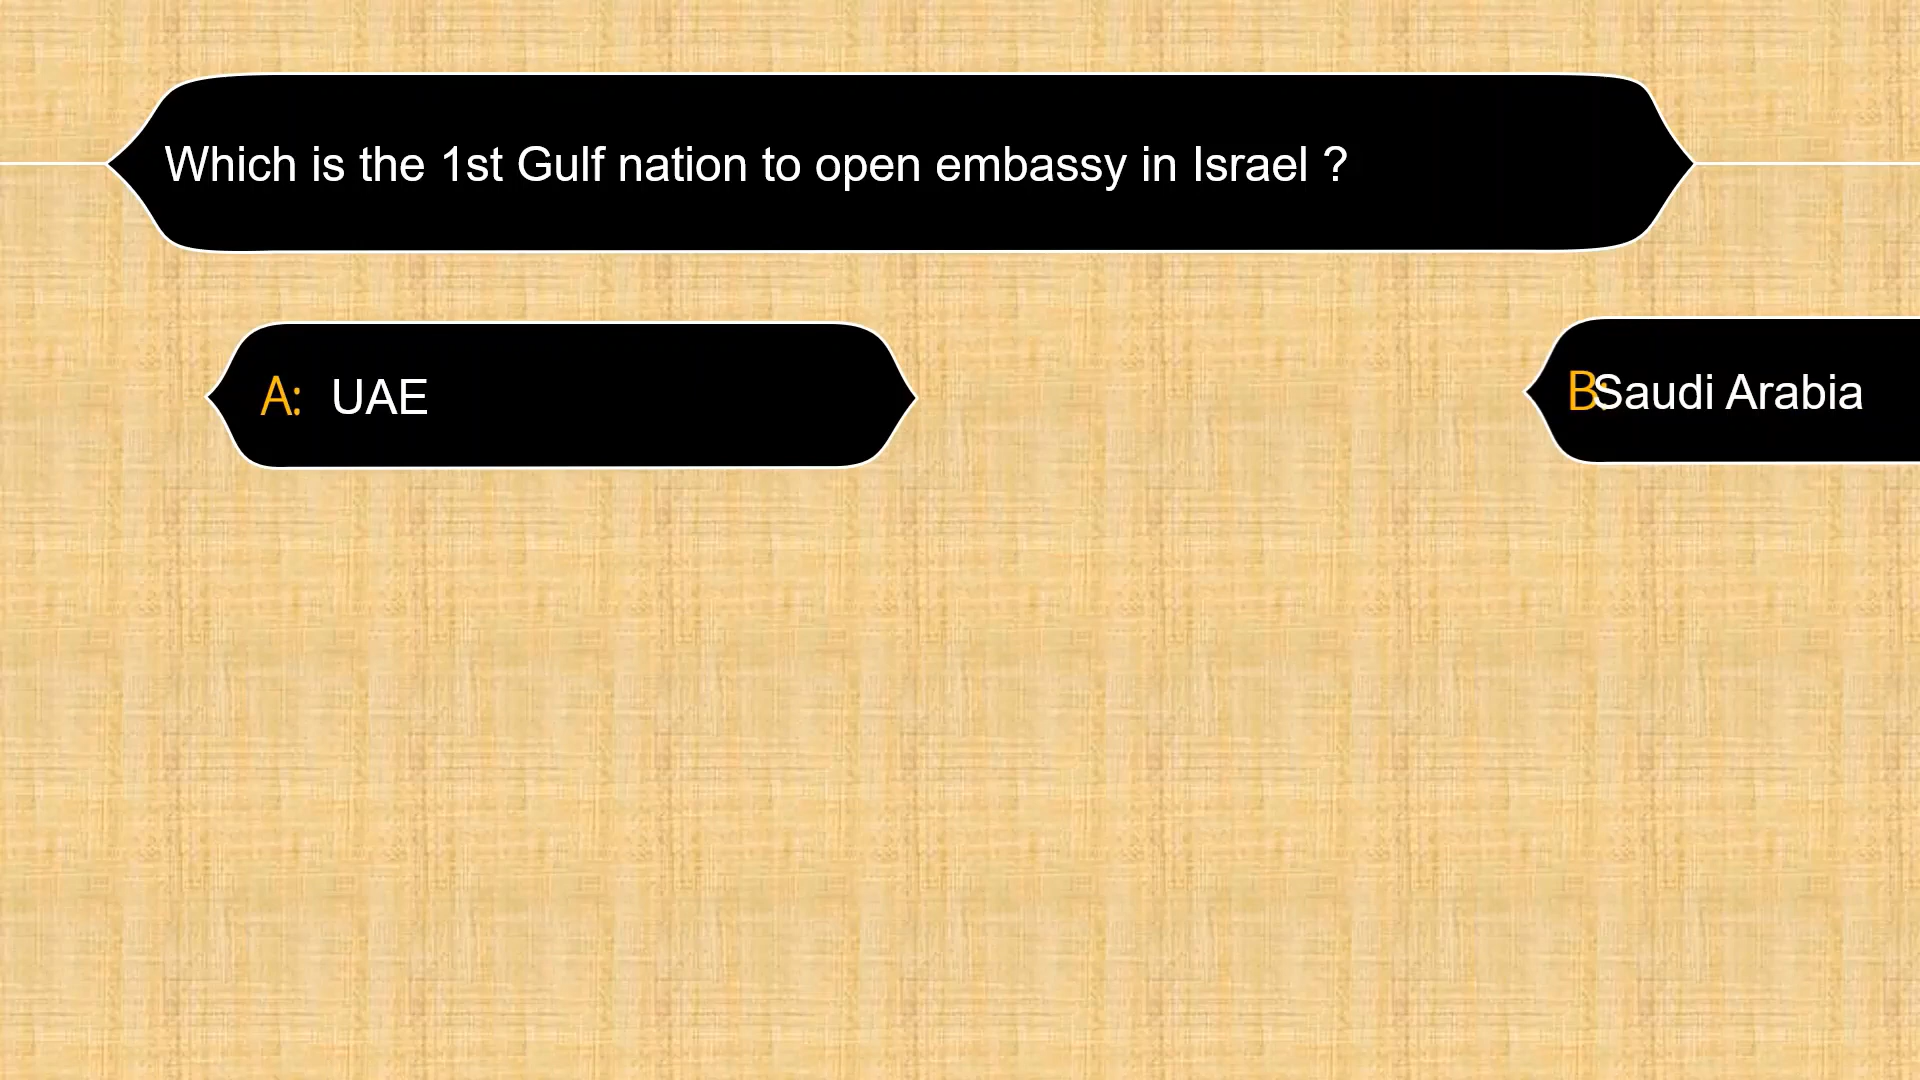 Which is the 1st Gulf nation to open embassy in Israel ?
A: UAE
B: Saudi Arabia